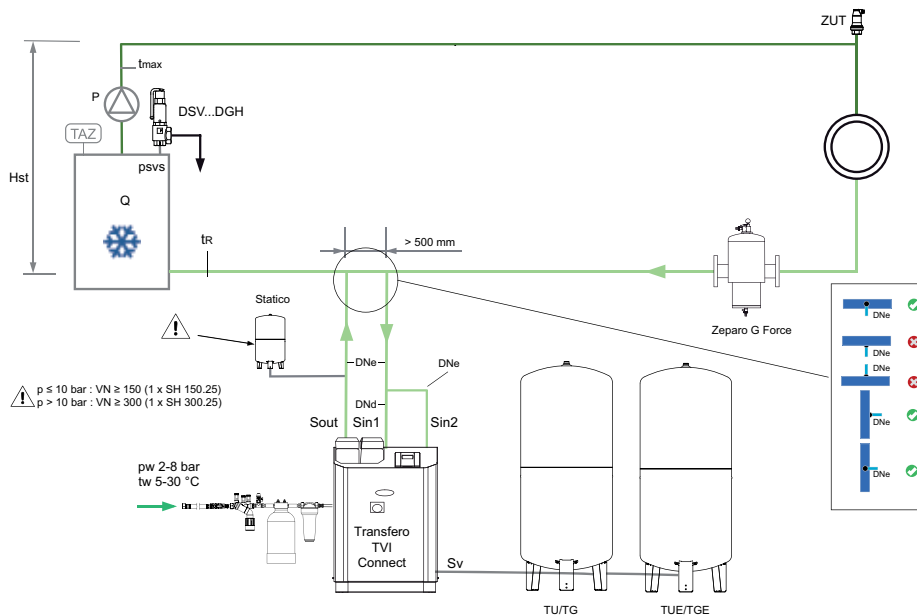 ZUT
tmax
P
DSV...DGH
TAZ
psvs
Hst
Q
tR
> 500 mm
Statico
Zeparo G Force
DNe
DNe
DNe
DNe
DNe
DNe
DNe
DNd
p ≤ 10 bar : VN ≥ 150 (1 x SH 150.25)
p > 10 bar : VN ≥ 300 (1 x SH 300.25)
Sout
Sin1
Sin2
pw 2-8 bar
tw 5-30 °C
Transfero
TVI
Connect
Sv
TU/TG
TUE/TGE